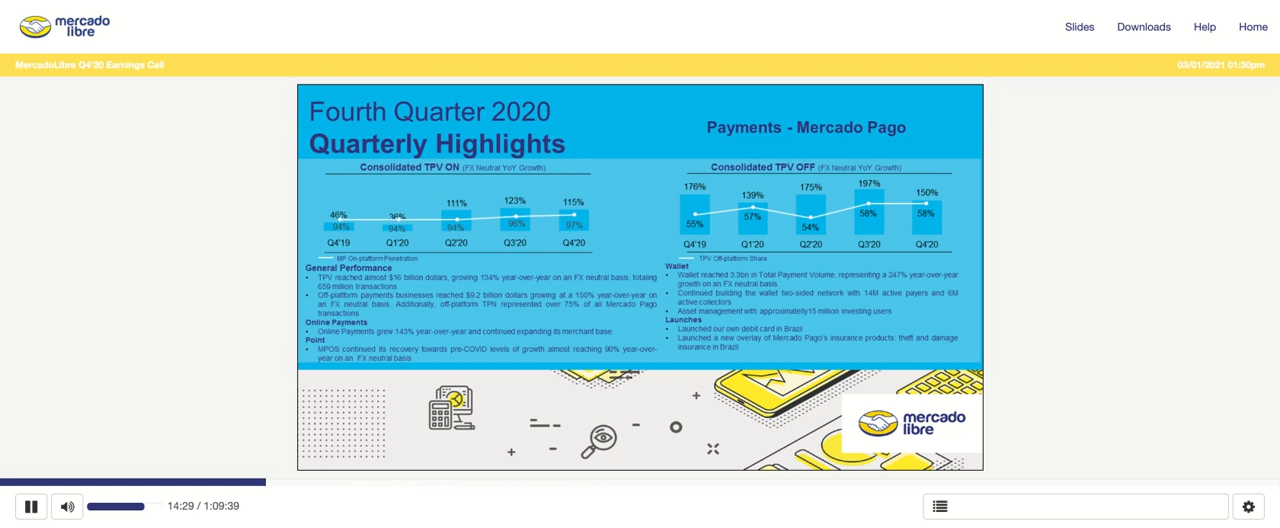 mercado
libre
Slides Downloads Help Home
MercadoLibre Q4'20 Earnings Call 03/01/2021 01:30pm
Fourth Quarter 2020
Quarterly Highlights
Payments - Mercado Pago
Consolidated TPV ON (FX Neutral YoY Growth)
46% 36% 111% 123% 115%
94% 94% 94% 96% 97%
Q4'19 Q1'20 Q2'20 Q3'20 Q4'20
MP On-platform Penetration
General Performance
• TPV reached almost $16 billion dollars, growing 134% year-over-year on an FX neutral basis, totaling
659 million transactions
• Off-platform payments businesses reached $9.2 billion dollars growing at a 150% year-over-year on
an FX neutral basis. Additionally, off-platform TPN represented over 75% of all Mercado Pago
transactions
Online Payments
• Online Payments grew 143% year-over-year and continued expanding its merchant base.
Point
• MPOS continued its recovery towards pre-COVID levels of growth almost reaching 90% year-over-
year on an FX neutral basis
Consolidated TPV OFF (FX Neutral YoY Growth)
176% 139% 175% 197% 150%
55% 57% 54% 58% 58%
Q4'19 Q1'20 Q2'20 Q3'20 Q4'20
TPV Off-platform Share
Wallet
• Wallet reached 3.3bn in Total Payment Volume, representing a 247% year-over-year
growth on an FX neutral basis
• Continued building the wallet two-sided network with 14M active payers and 6M
active collectors
• Asset management with approximatelly15 million investing users
Launches
• Launched our own debit card in Brazil
• Launched a new overlay of Mercado Pago's insurance products: theft and damage
insurance in Brazil
mercado
libre
14:29 / 1:09:39